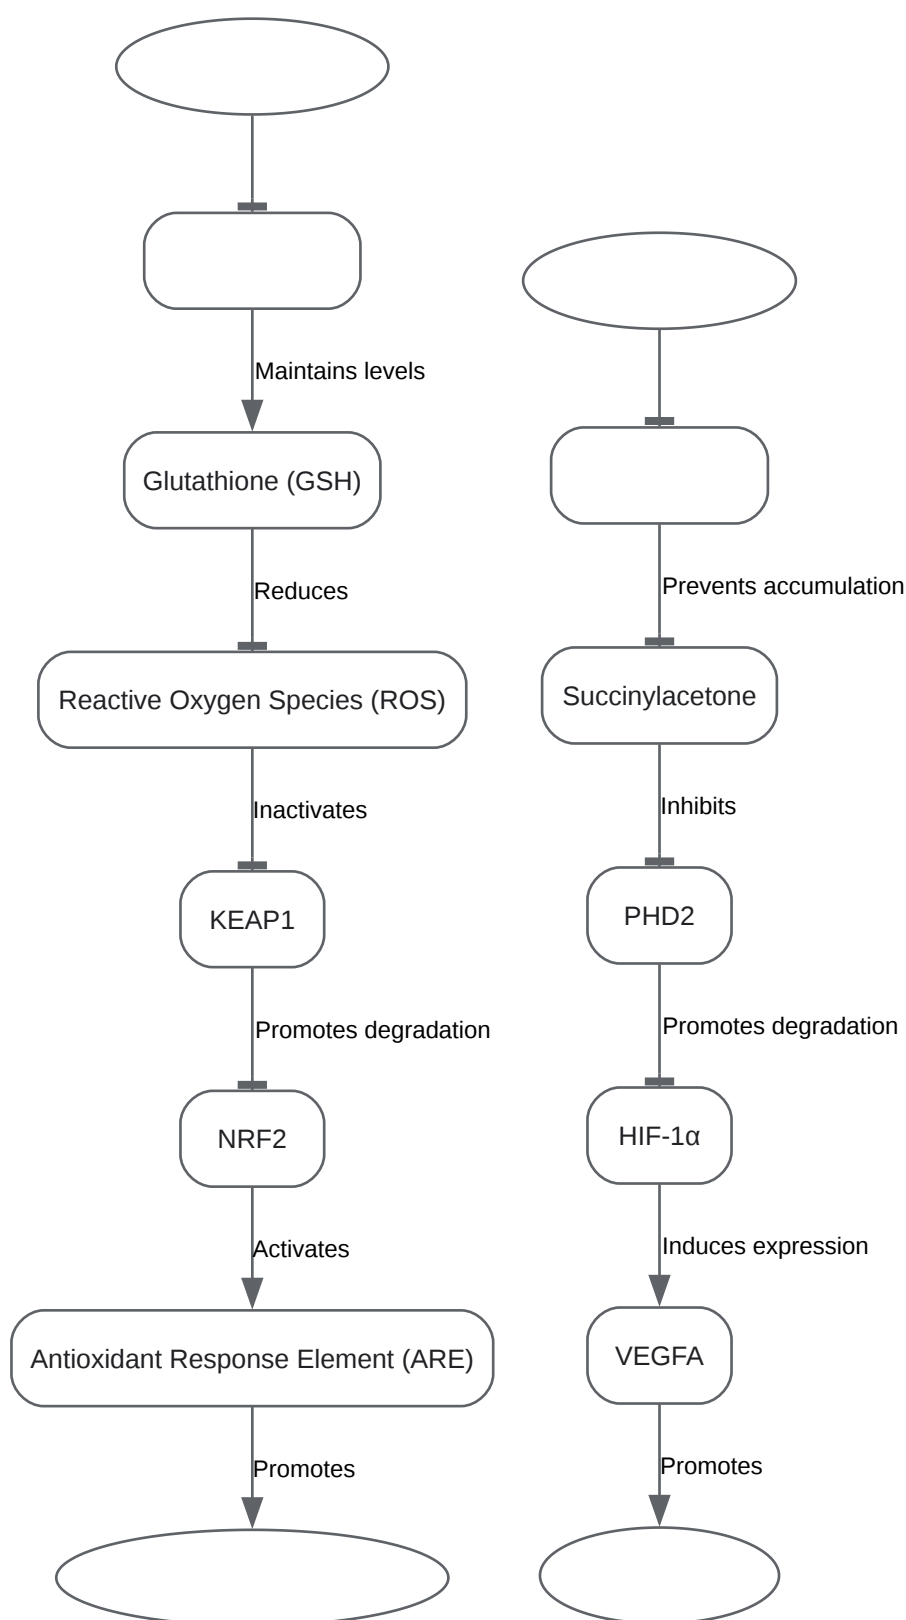 Maintains levels
Glutathione (GSH)
Reduces
Reactive Oxygen Species (ROS)
Inactivates
KEAP1
Promotes degradation
NRF2
Activates
Antioxidant Response Element (ARE)
Promotes
Prevents accumulation
Succinylacetone
Inhibits
PHD2
Promotes degradation
HIF-1α
Induces expression
VEGFA
Promotes